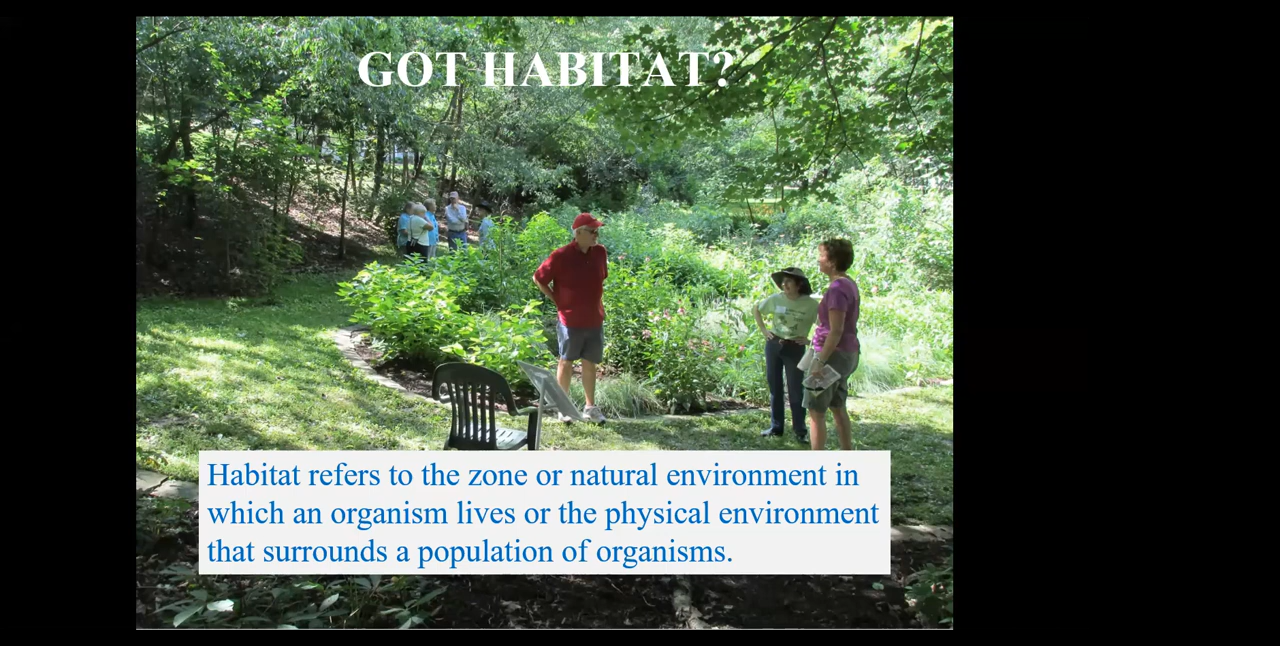 GOT HABITAT?
Habitat refers to the zone or natural environment in
which an organism lives or the physical environment
that surrounds a population of organisms.